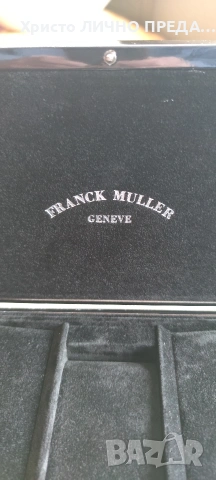 Христо ЛИЧНО ПРЕДА...
FRANCK MULLER
GENEVE
BAZAR